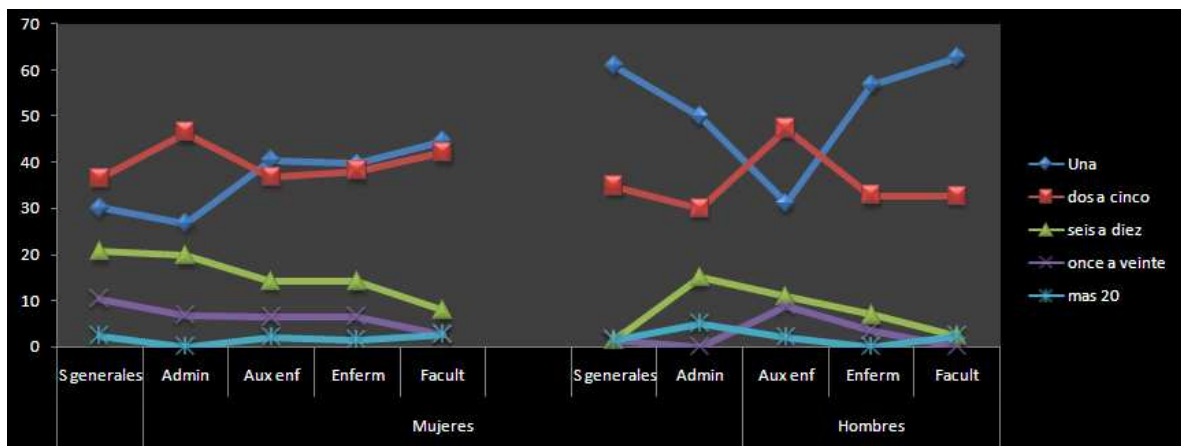 70
60
50
40
30
20
10
0
S generales Admin Aux enf Enferm Facult S generales Admin Aux enf Enferm Facult
Mujeres Hombres
Una
dos a cinco
seis a diez
once a veinte
mas 20